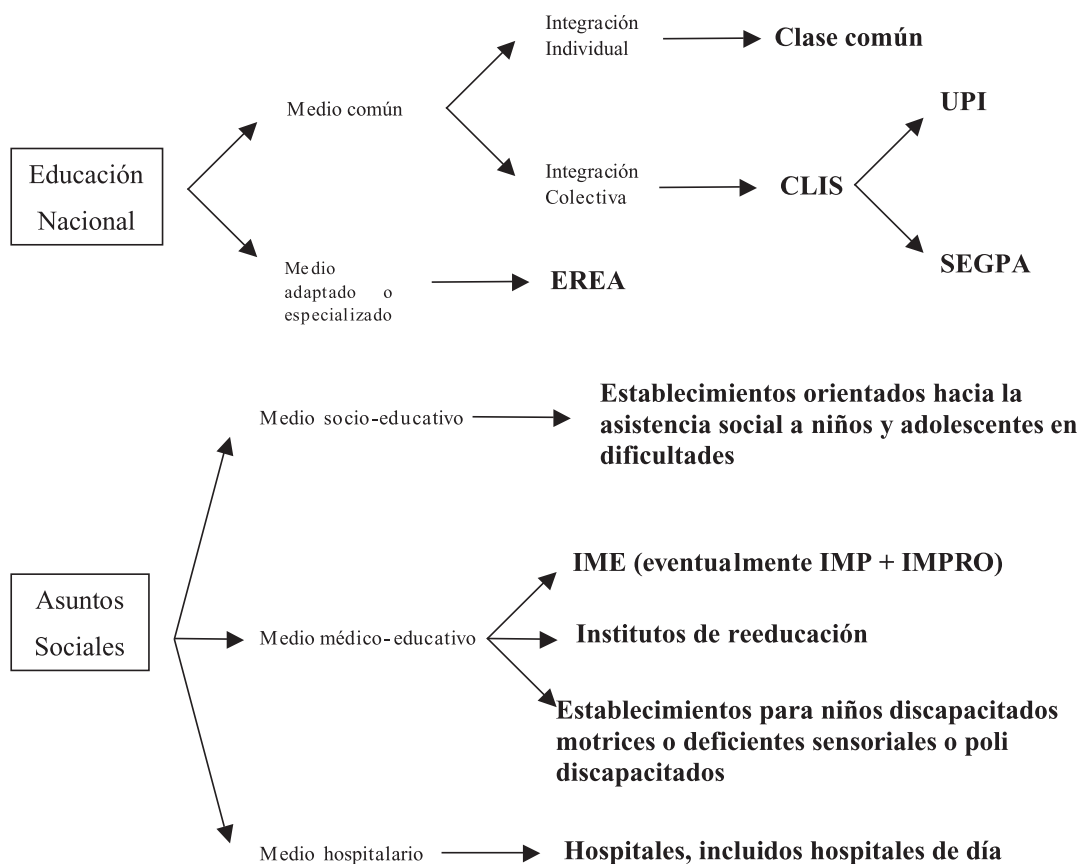 Integración
Individual
Clase común
Medio común
UPI
Educación
Nacional
Integración
Colectiva
CLIS
SEGPA
Medio
adaptado o
especializado
EREA
Medio socio-educativo
Establecimientos orientados hacia la
asistencia social a niños y adolescentes en
dificultades
Asuntos
Sociales
IME (eventualmente IMP + IMPRO)
Medio médico-educativo
Institutos de reeducación
Establecimientos para niños discapacitados
motrices o deficientes sensoriales o poli
discapacitados
Medio hospitalario
Hospitales, incluidos hospitales de día